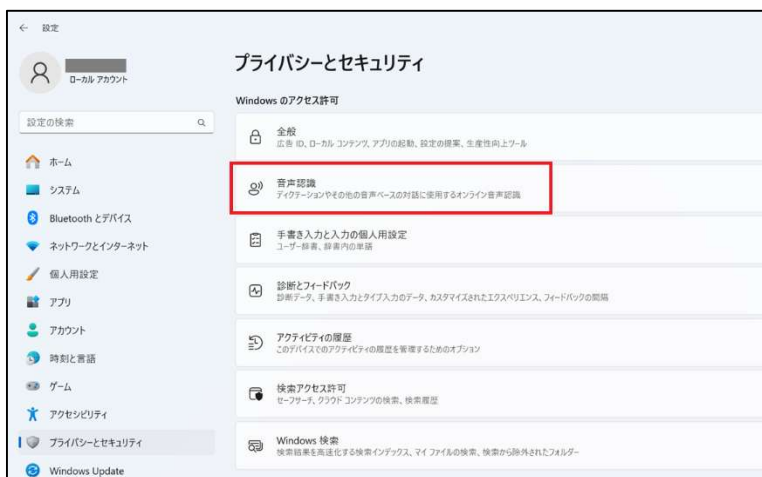 ← 設定
ローカル アカウント
設定の検索
ホーム
システム
Bluetooth とデバイス
ネットワークとインターネット
個人用設定
アプリ
アカウント
時刻と言語
ゲーム
アクセシビリティ
プライバシーとセキュリティ
Windows Update
プライバシーとセキュリティ
Windows のアクセス許可
全般
広告 ID、ローカル コンテンツ、アプリの起動、設定の提案、生産性向上ツール
音声認識
ディクテーションやその他の音声ベースの対話に使用するオンライン音声認識
手書き入力と入力の個人用設定
ユーザー辞書、辞書内の単語
診断とフィードバック
診断データ、手書き入力とタイプ入力のデータ、カスタマイズされたエクスペリエンス、フィードバックの間隔
アクティビティの履歴
このデバイスでのアクティビティの履歴を管理するためのオプション
検索アクセス許可
セーフサーチ、クラウド コンテンツの検索、検索履歴
Windows 検索
検索結果を高速化する検索インデックス、マイ ファイルの検索、検索から除外されたフォルダー